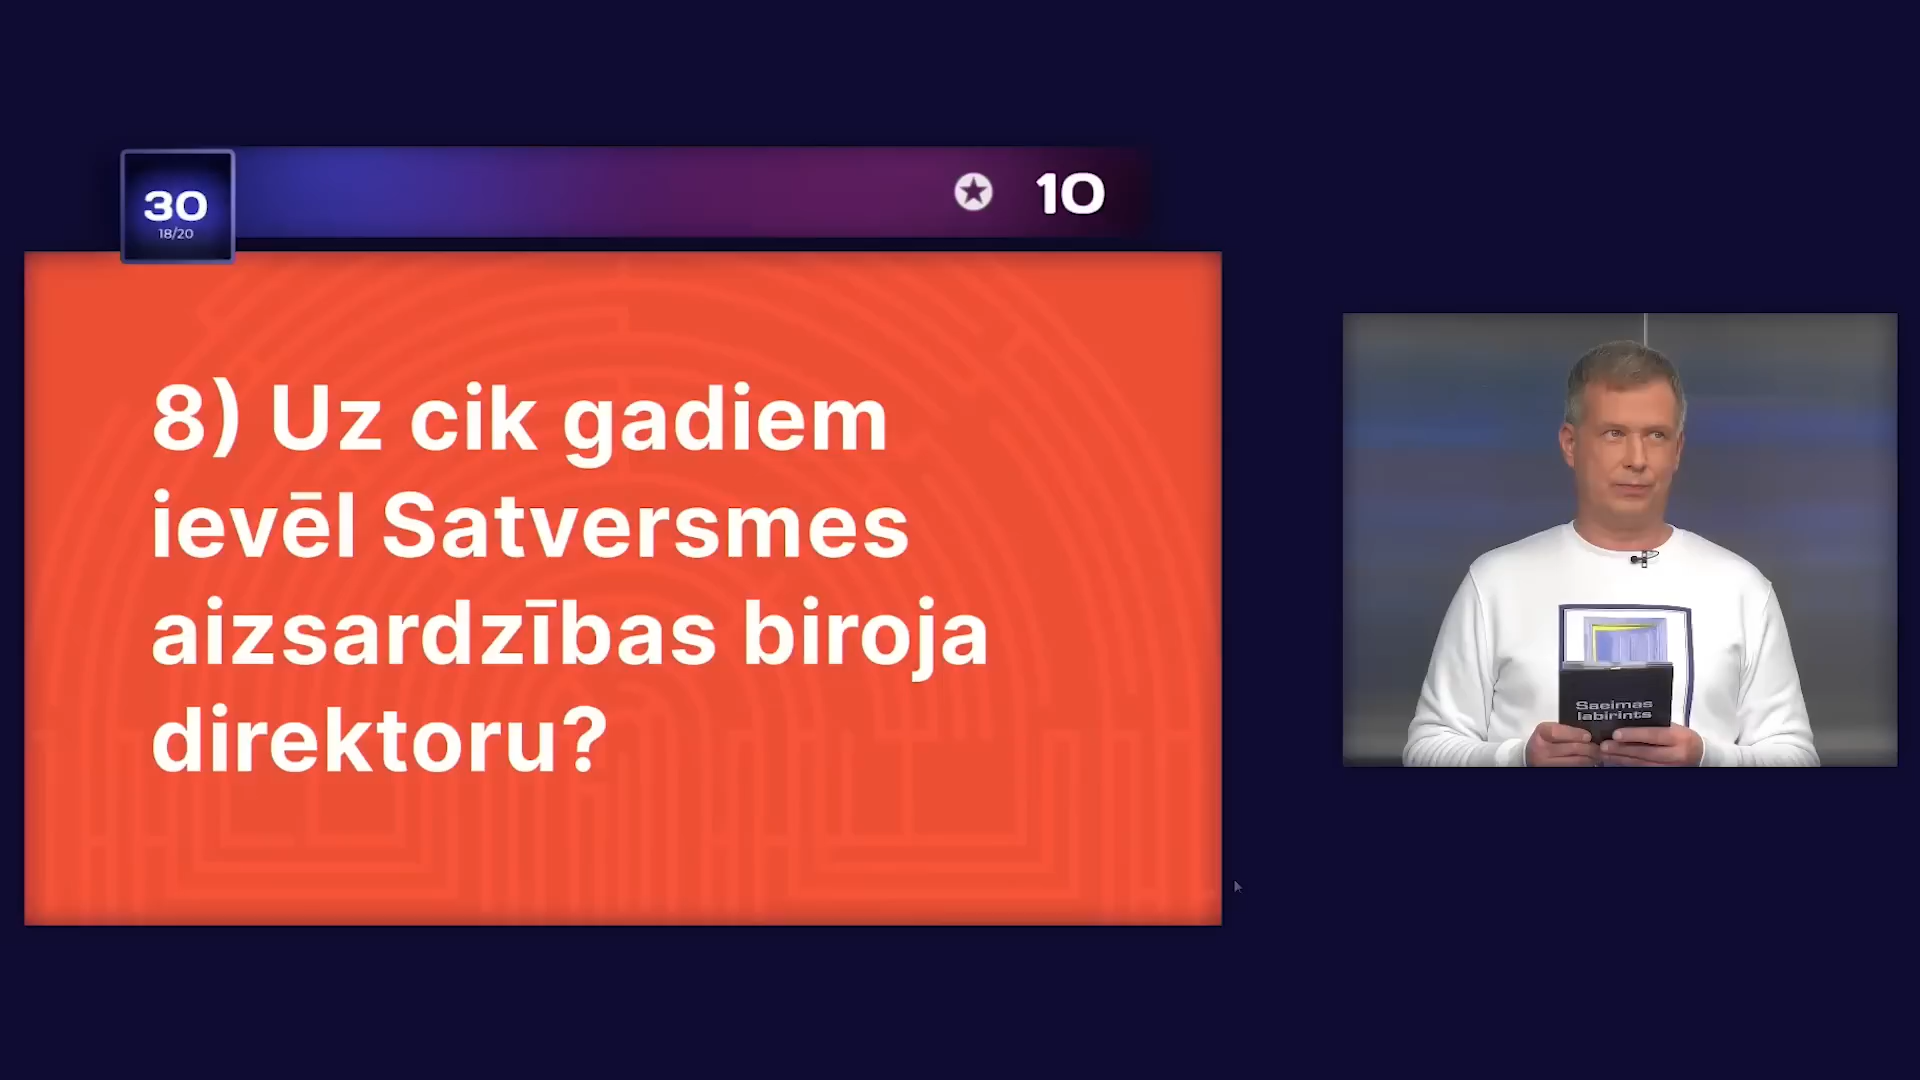 30
18/20
10
8) Uz cik gadiem
ievēl Satversmes
aizsardzības biroja
direktoru?
Saeimas
labirints